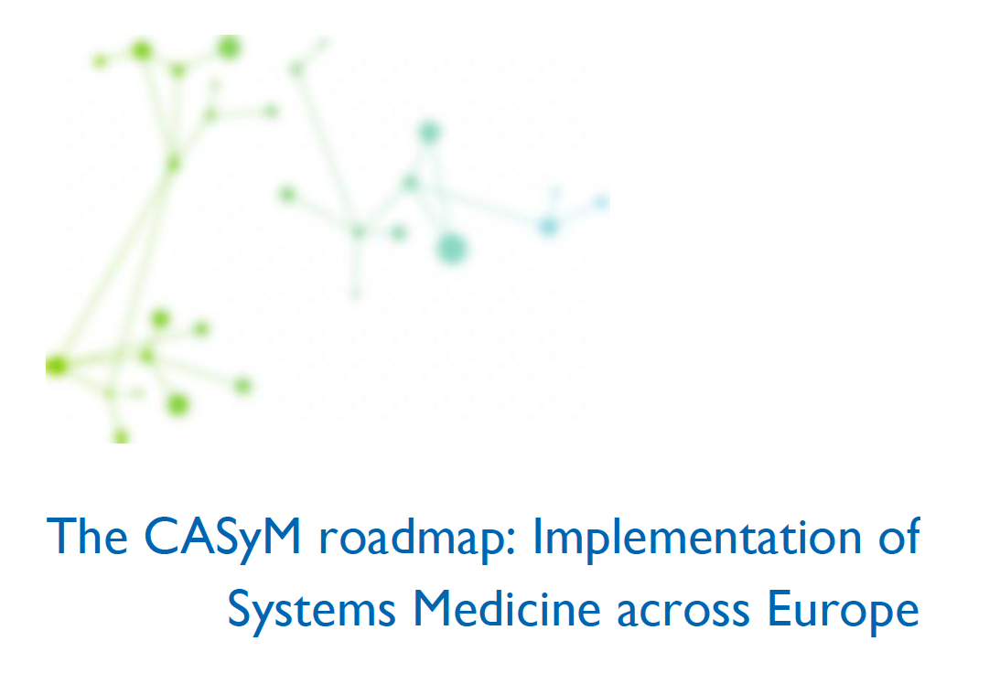 The CASyM roadmap: Implementation of
Systems Medicine across Europe